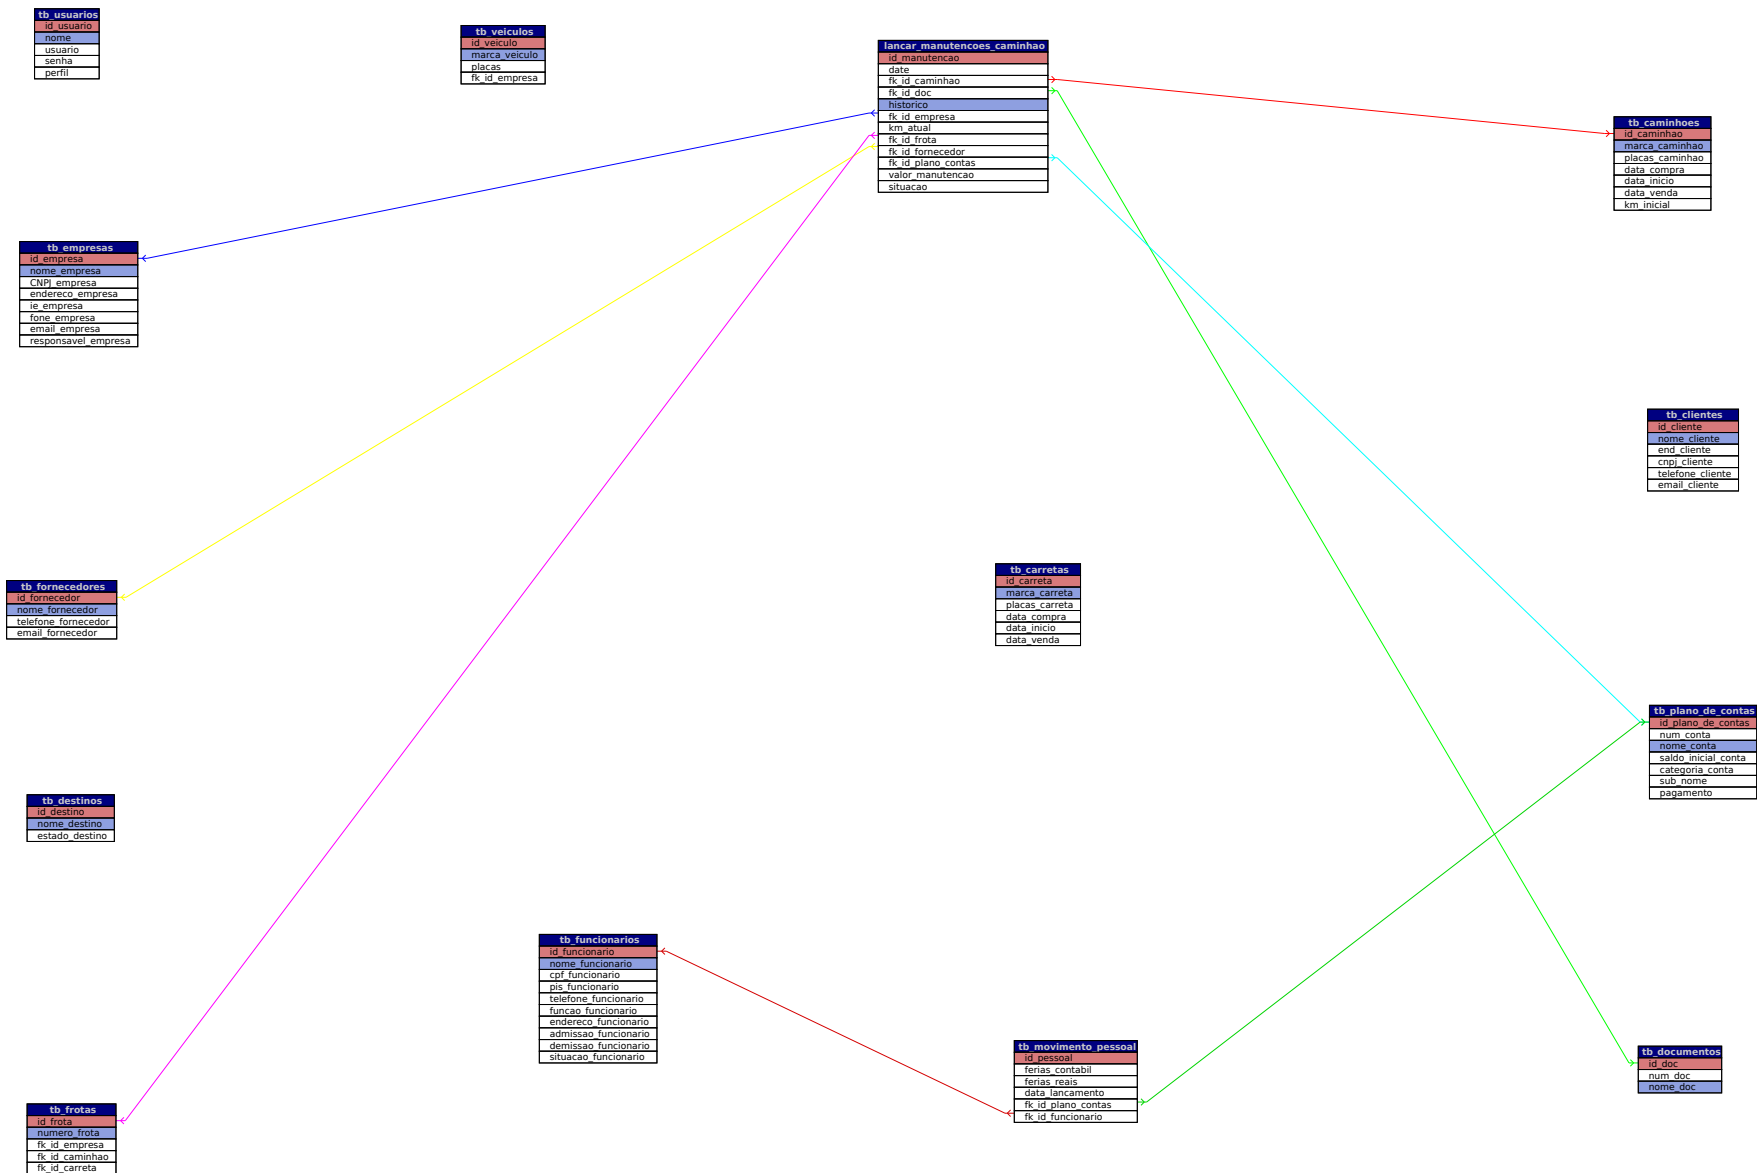 tb_usuarios
id_usuario
nome
usuario
senha
perfil
tb_veiculos
id_veiculo
marca_veiculo
placas
fk_id_empresa
lancar_manutencoes_caminhao
id_manutencao
date
fk_id_caminhao
fk_id_doc
historico
fk_id_empresa
km_atual
fk_id_frota
fk_id_fornecedor
fk_id_plano_contas
valor_manutencao
situacao
tb_caminhoes
id_caminhao
marca_caminhao
placas_caminhao
data_compra
data_inicio
data_venda
km_inicial
tb_empresas
id_empresa
nome_empresa
CNPJ_empresa
endereco_empresa
ie_empresa
fone_empresa
email_empresa
responsavel_empresa
tb_clientes
id_cliente
nome_cliente
end_cliente
cnpj_cliente
telefone_cliente
email_cliente
tb_fornecedores
id_fornecedor
nome_fornecedor
telefone_fornecedor
email_fornecedor
tb_carretas
id_carreta
marca_carreta
placas_carreta
data_compra
data_inicio
data_venda
tb_plano_de_contas
id_plano_de_contas
num_conta
nome_conta
saldo_inicial_conta
categoria_conta
sub_nome
pagamento
tb_destinos
id_destino
nome_destino
estado_destino
tb_funcionarios
id_funcionario
nome_funcionario
cpf_funcionario
pis_funcionario
telefone_funcionario
funcao_funcionario
endereco_funcionario
admissao_funcionario
demissao_funcionario
situacao_funcionario
tb_movimento_pessoal
id_pessoal
ferias_contabil
ferias_reais
data_lancamento
fk_id_plano_contas
fk_id_funcionario
tb_documentos
id_doc
num_doc
nome_doc
tb_frotas
id_frota
numero_frota
fk_id_empresa
fk_id_caminhao
fk_id_carreta